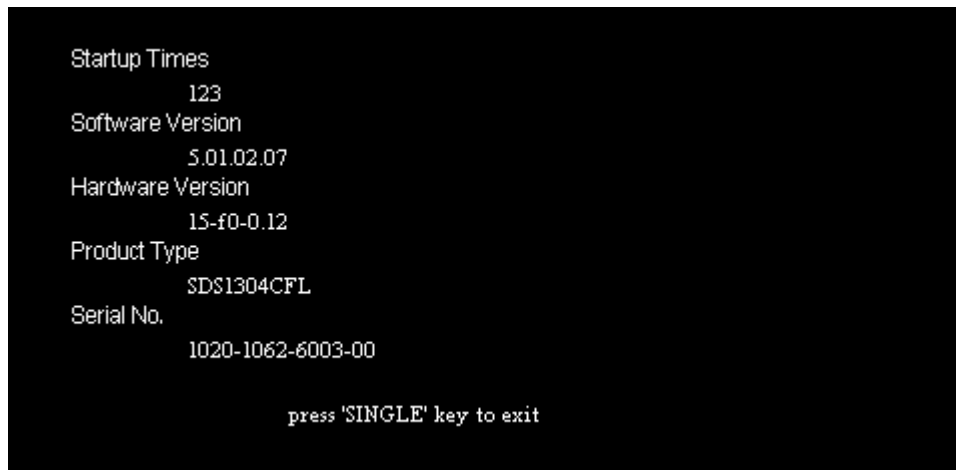 Startup Times
123
Software Version
5.01.02.07
Hardware Version
15-f0-0.12
Product Type
SDS1304CFL
Serial No.
1020-1062-6003-00
press 'SINGLE' key to exit